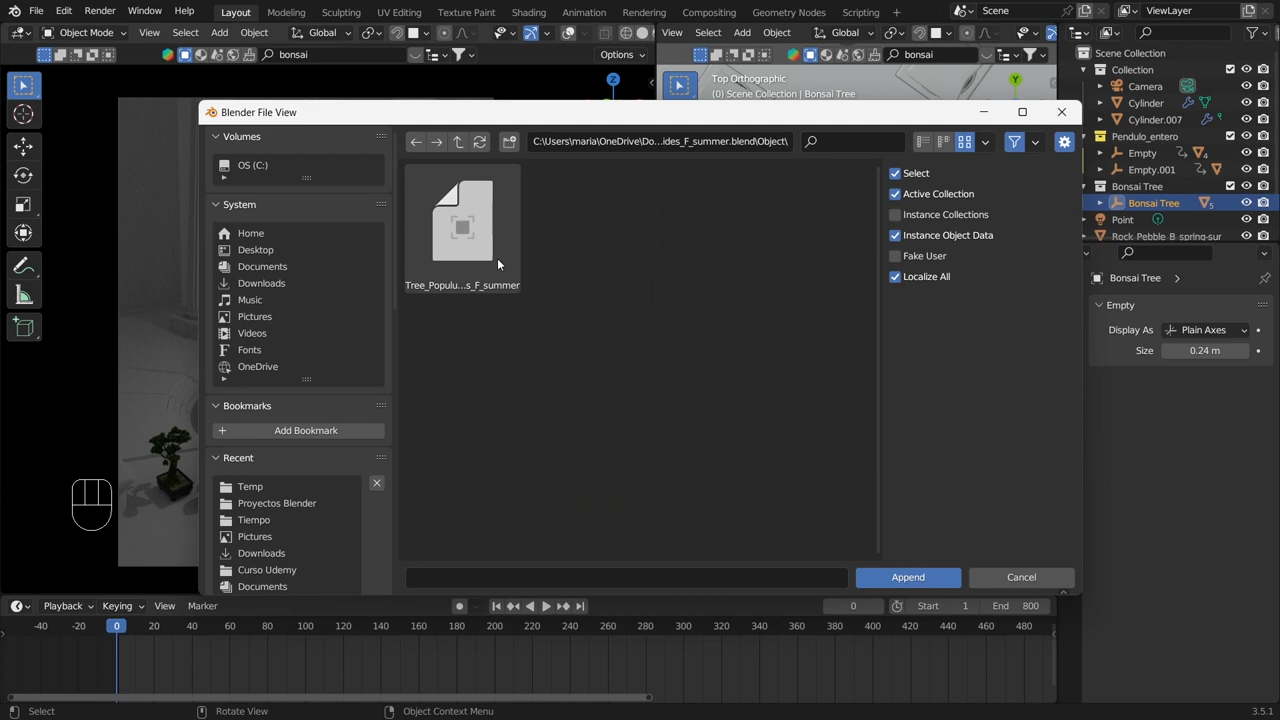 File Edit Render Window Help Layout Modeling Sculpting UV Editing Texture Paint Shading Animation Rendering Compositing Geometry Nodes Scripting Scene ViewLayer
Object Mode View Select Add Object Global View Select Add Object Global
bonsai Options bonsai
Z Top Orthographic Y Scene Collection
(0) Scene Collection | Bonsai Tree Collection
Camera
Cylinder
Cylinder.007
Pendulo_entero
Empty 4
Empty.001
Bonsai Tree
Bonsai Tree 5
Point
Rock_Pebble_B_spring-sur
Blender File View
Volumes
OS (C:)
System
Home
Desktop
Documents
Downloads
Music
Pictures
Videos
Fonts
OneDrive
Bookmarks
Add Bookmark
Recent
Temp
Proyectos Blender
Tiempo
Pictures
Downloads
Curso Udemy
Documents
C:\Users\maria\OneDrive\Do...ides_F_summer.blend\Object\
Tree_Populu...s_F_summer
Select
Active Collection
Instance Collections
Instance Object Data
Fake User
Localize All
Append Cancel
Bonsai Tree
Empty
Display As Plain Axes
Size 0.24 m
Playback Keying View Marker 0 Start 1 End 800
-40 -20 0 20 40 60 80 100 120 140 160 180 200 220 240 260 280 300 320 340 360 380 400 420 440 460 480
Select Rotate View Object Context Menu 3.5.1